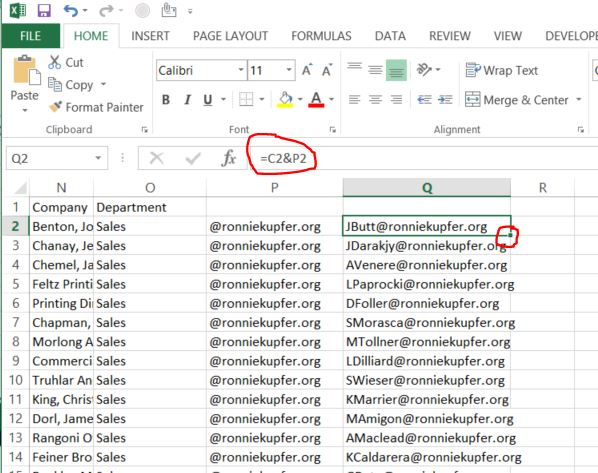 FILE HOME INSERT PAGE LAYOUT FORMULAS DATA REVIEW VIEW DEVELOPE
Paste
Cut
Copy
Format Painter
Clipboard
Calibri 11
B I U A
Font
Wrap Text
Merge & Center
Alignment
Q2 fx =C2&P2
N O P Q R
1 Company Department
2 Benton, Jo Sales @ronniekupfer.org JButt@ronniekupfer.org
3 Chanay, Je Sales @ronniekupfer.org JDarakjy@ronniekupfer.org
4 Chemel, Ja Sales @ronniekupfer.org AVenere@ronniekupfer.org
5 Feltz Printi Sales @ronniekupfer.org LPaprocki@ronniekupfer.org
6 Printing Di Sales @ronniekupfer.org DFoller@ronniekupfer.org
7 Chapman, Sales @ronniekupfer.org SMorasca@ronniekupfer.org
8 Morlong A Sales @ronniekupfer.org MTollner@ronniekupfer.org
9 Commerci Sales @ronniekupfer.org LDilliard@ronniekupfer.org
10 Truhlar An Sales @ronniekupfer.org SWieser@ronniekupfer.org
11 King, Christ Sales @ronniekupfer.org KMarrier@ronniekupfer.org
12 Dorl, Jame Sales @ronniekupfer.org MAmigon@ronniekupfer.org
13 Rangoni O Sales @ronniekupfer.org AMaclead@ronniekupfer.org
14 Feiner Bro Sales @ronniekupfer.org KCaldarera@ronniekupfer.org